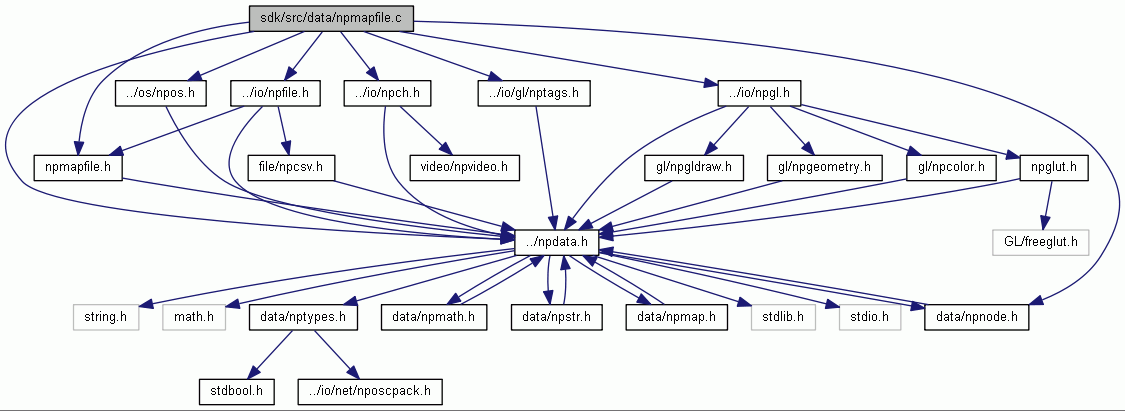 sdk/src/data/npmapfile.c
../os/npos.h
../io/npfile.h
../io/npch.h
../io/gl/nptags.h
../io/npgl.h
npmapfile.h
file/npcsv.h
video/npvideo.h
gl/npgldraw.h
gl/npgeometry.h
gl/npcolor.h
npglut.h
../npdata.h
GL/freeglut.h
string.h
math.h
data/nptypes.h
data/npmath.h
data/npstr.h
data/npmap.h
stdlib.h
stdio.h
data/npnode.h
stdbool.h
../io/net/nposcpack.h